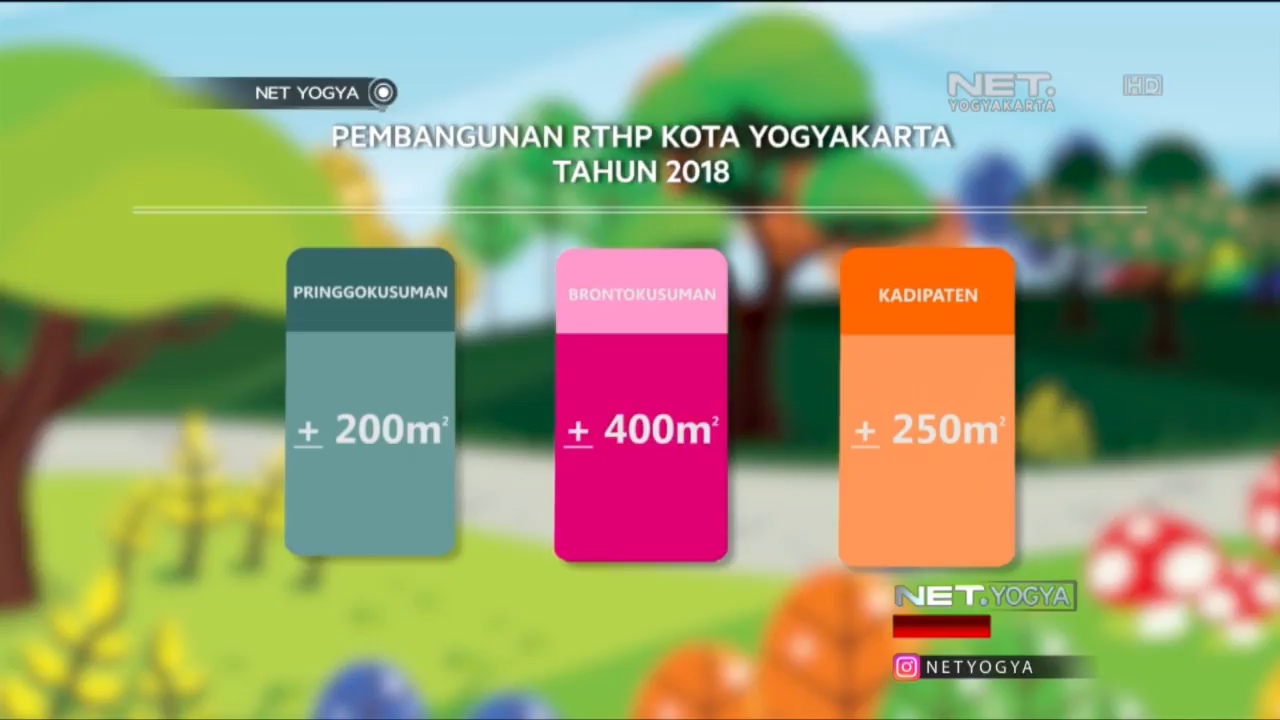 NET YOGYA
NET.
YOGYAKARTA
HD
PEMBANGUNAN RTHP KOTA YOGYAKARTA
TAHUN 2018
PRINGGOKUSUMAN
± 200m²
BRONTOKUSUMAN
± 400m²
KADIPATEN
± 250m²
NET.YOGYA
NETYOGYA